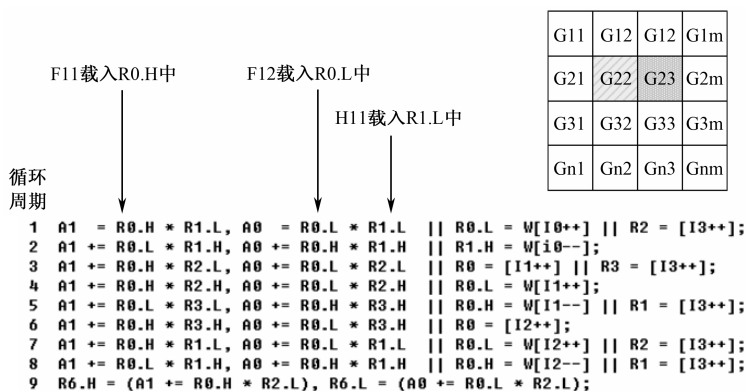 G11 G12 G12 G1m
G21 G22 G23 G2m
G31 G32 G33 G3m
Gn1 Gn2 Gn3 Gnm
F11载入R0.H中
F12载入R0.L中
H11载入R1.L中
循环
周期
1 A1 = R0.H * R1.L, A0 = R0.L * R1.L || R0.L = W[I0++] || R2 = [I3++];
2 A1 += R0.L * R1.H, A0 += R0.H * R1.H || R1.H = W[i0--];
3 A1 += R0.H * R2.L, A0 += R0.L * R2.L || R0 = [I1++] || R3 = [I3++];
4 A1 += R0.H * R2.H, A0 += R0.L * R2.H || R0.L = W[I1++];
5 A1 += R0.L * R3.L, A0 += R0.H * R3.L || R0.H = W[I1--] || R1 = [I3++];
6 A1 += R0.H * R3.H, A0 += R0.L * R3.H || R0 = [I2++];
7 A1 += R0.H * R1.L, A0 += R0.L * R1.L || R0.L = W[I2++] || R2 = [I3++];
8 A1 += R0.L * R1.H, A0 += R0.H * R1.H || R0.H = W[I2--] || R1 = [I3++];
9 R6.H = (A1 += R0.H * R2.L), R6.L = (A0 += R0.L * R2.L);